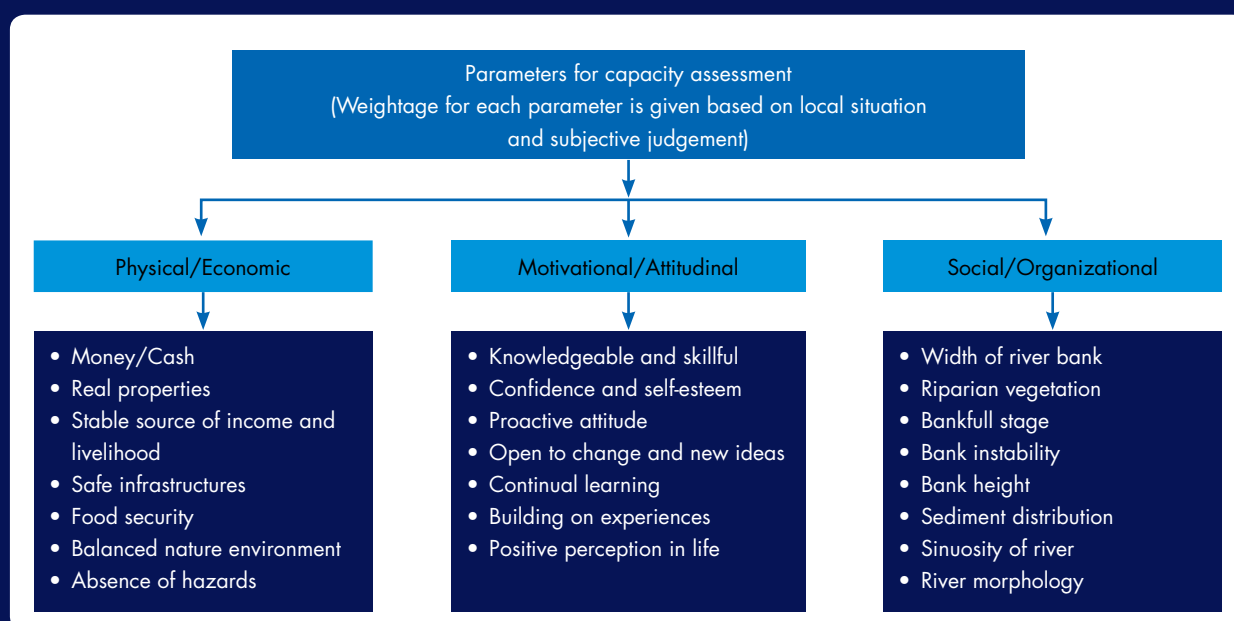 Parameters for capacity assessment
(Weightage for each parameter is given based on local situation
and subjective judgement)
Physical/Economic
• Money/Cash
• Real properties
• Stable source of income and
livelihood
• Safe infrastructures
• Food security
• Balanced nature environment
• Absence of hazards
Motivational/Attitudinal
• Knowledgeable and skillful
• Confidence and self-esteem
• Proactive attitude
• Open to change and new ideas
• Continual learning
• Building on experiences
• Positive perception in life
Social/Organizational
• Width of river bank
• Riparian vegetation
• Bankfull stage
• Bank instability
• Bank height
• Sediment distribution
• Sinuosity of river
• River morphology